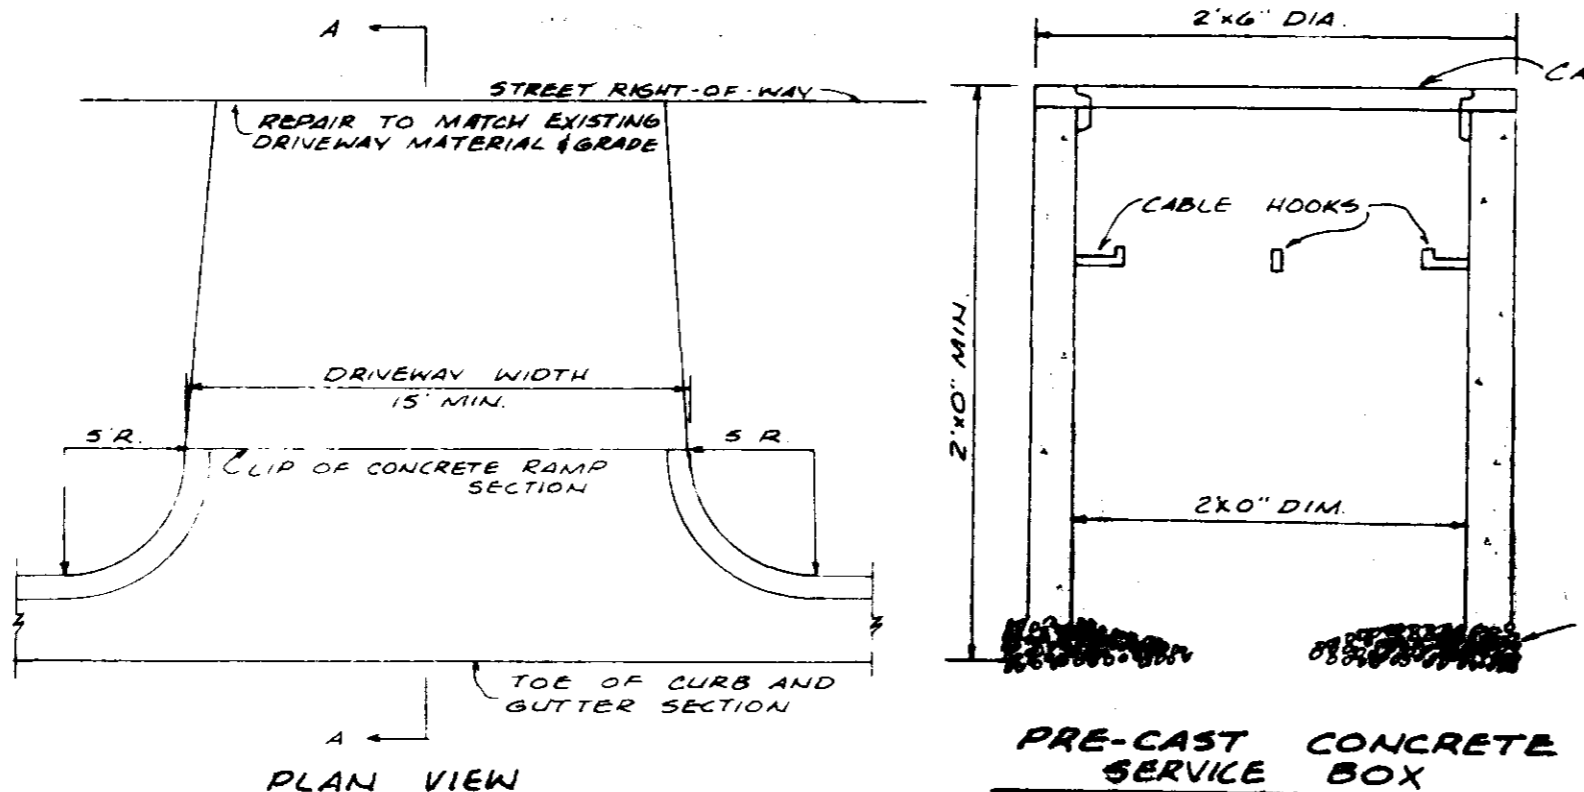 A
STREET RIGHT-OF-WAY
REPAIR TO MATCH EXISTING
DRIVEWAY MATERIAL & GRADE
DRIVEWAY WIDTH
15' MIN.
5'R.
5'R.
LIP OF CONCRETE RAMP
SECTION
TOE OF CURB AND
GUTTER SECTION
A
PLAN VIEW
2'x6" DIA.
CA
CABLE HOOKS
2'x0" MIN.
2'x0" DIM.
PRE-CAST CONCRETE
SERVICE BOX